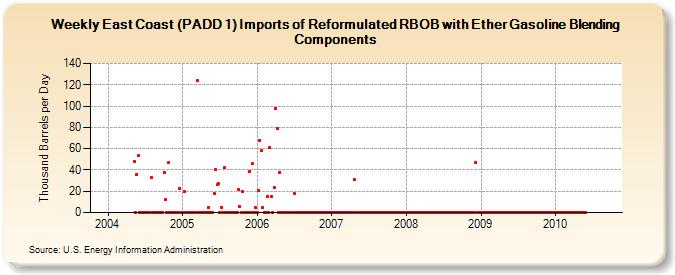 Weekly East Coast (PADD 1) Imports of Reformulated RBOB with Ether Gasoline Blending
Components
Thousand Barrels per Day
140
120
100
80
60
40
20
0
2004 2005 2006 2007 2008 2009 2010
Source: U.S. Energy Information Administration